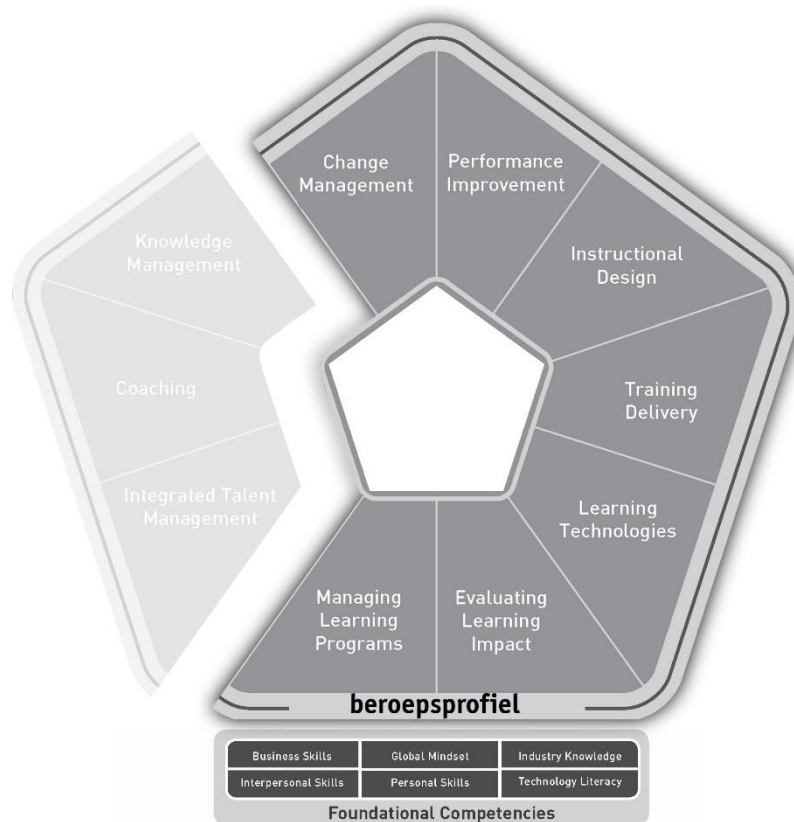 Change
Management
Performance
Improvement
Knowledge
Management
Instructional
Design
Coaching
Training
Delivery
Integrated Talent
Management
Learning
Technologies
Managing
Learning
Programs
Evaluating
Learning
Impact
beroepsprofiel
Business Skills
Global Mindset
Industry Knowledge
Interpersonal Skills
Personal Skills
Technology Literacy
Foundational Competencies